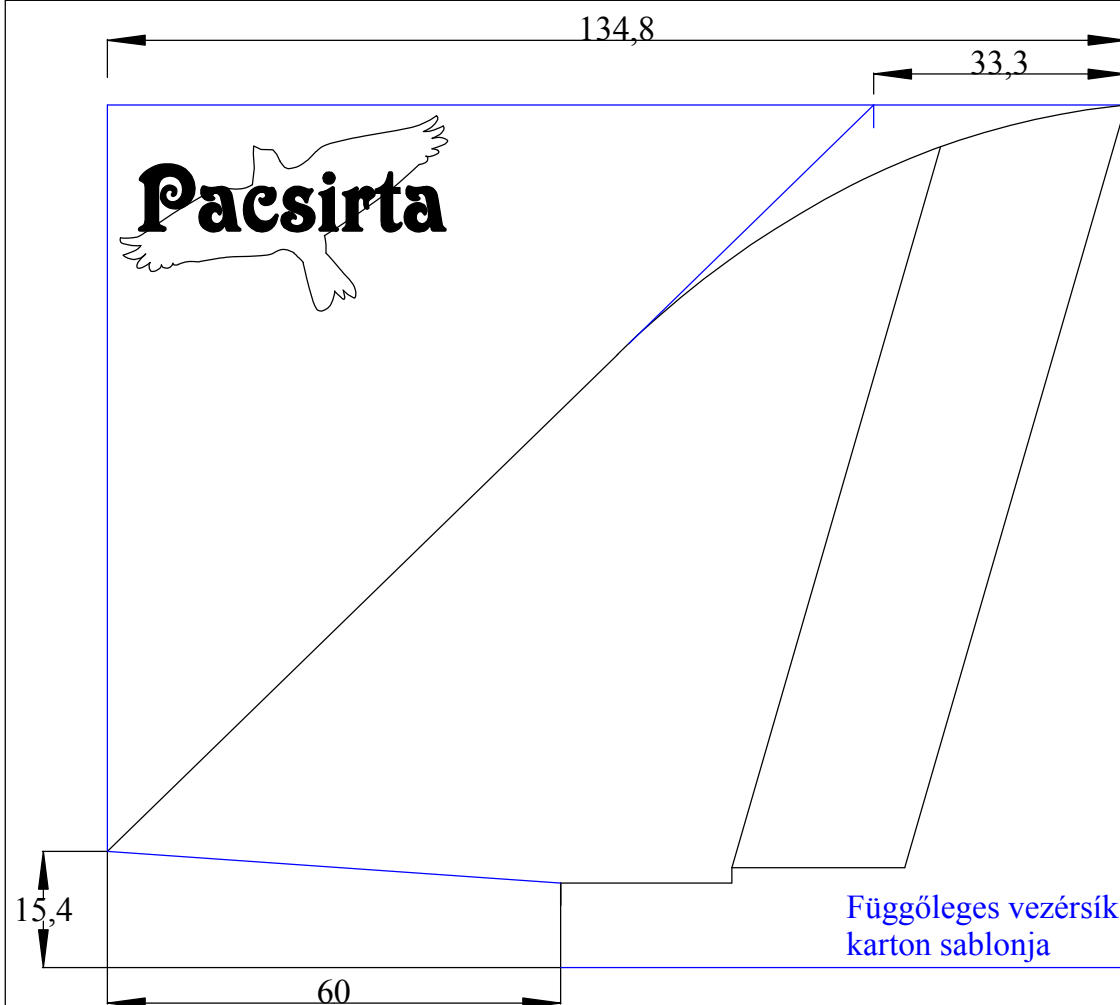 134,8
33,3
Pacsirta
15,4
Függőleges vezérsík
karton sablonja
60